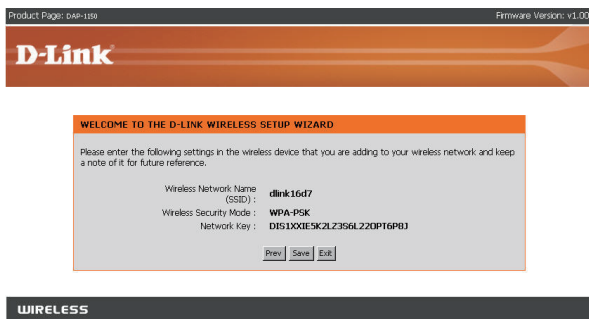 Product Page: DAP-1150 Firmware Version: v1.00
D-Link
WELCOME TO THE D-LINK WIRELESS SETUP WIZARD
Please enter the following settings in the wireless device that you are adding to your wireless network and keep
a note of it for future reference.
Wireless Network Name
(SSID) : dlink16d7
Wireless Security Mode : WPA-PSK
Network Key : DIS1XXIE5K2LZ3S6L22OPT6P8J
Prev Save Exit
WIRELESS